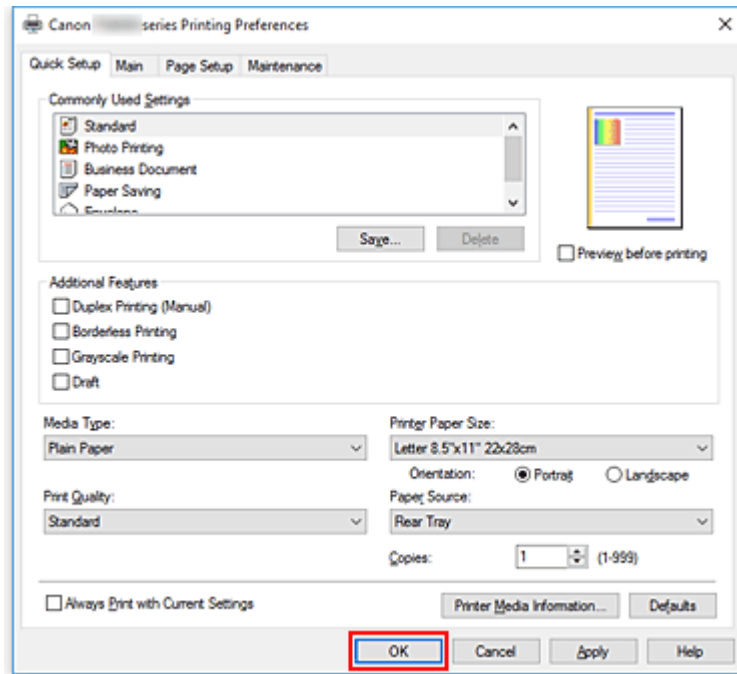 Canon series Printing Preferences
Quick Setup Main Page Setup Maintenance
Commonly Used Settings
Standard
Photo Printing
Business Document
Paper Saving
Envelope
Save... Delete
Preview before printing
Additional Features
Duplex Printing (Manual)
Borderless Printing
Grayscale Printing
Draft
Media Type: Printer Paper Size:
Plain Paper Letter 8.5"x11" 22x28cm
Orientation: Portrait Landscape
Print Quality: Paper Source:
Standard Rear Tray
Copies: 1 (1-999)
Always Print with Current Settings Printer Media Information... Defaults
OK Cancel Apply Help